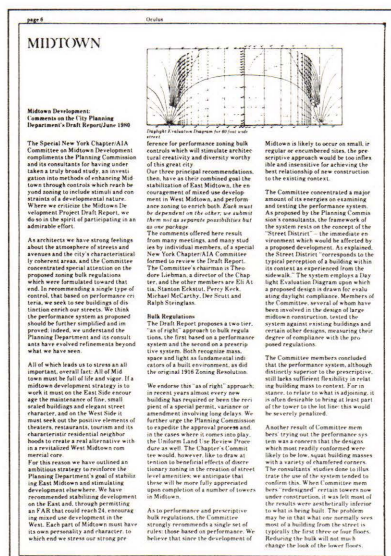 page 6
Oculus
MIDTOWN
Midtown Development:
Comments on the City Planning
Department's Draft Report/June 1980
Daylight Evaluation Diagram for 80 foot wide
street
The Special New York Chapter/AIA
Committee on Midtown Development
compliments the Planning Commission
and its consultants for having under
taken a truly broad study, an investi
gation into methods of enhancing Mid
town through controls which reach be
yond zoning to include stimuli and con
straints of a developmental nature.
Where we criticize the Midtown De
velopment Project Draft Report, we
do so in the spirit of participating in an
admirable effort.
As architects we have strong feelings
about the atmosphere of streets and
avenues and the city's characteristical
ly coherent areas, and the Committee
concentrated special attention on the
proposed zoning bulk regulations
which were formulated toward that
end. In recommending a single type of
control, that based on performance cri
teria, we seek to see buildings of dis
tinction enrich our streets. We think
the performance system as proposed
should be further simplified and im
proved; indeed, we understand the
Planning Department and its consult
ants have evolved refinements beyond
what we have seen.
All of which leads us to stress an all
important, overall fact: All of Mid
town must be full of life and vigor. If a
midtown development strategy is to
work it must on the East Side encour
age the maintenance of fine, small
scaled buildings and elegant street
character, and on the West Side it
must seek out the positive elements of
theaters, restaurants, tourism and its
characteristic residential neighbor
hoods to create a real alternative with
in a revitalized West Midtown com
mercial core.
For this reason we have outlined an
ambitious strategy to reinforce the
Planning Department's goal of stabiliz
ing East Midtown and stimulating
development elsewhere. We have
recommended stabilizing development
on the East and, through permitting
an FAR that could reach 24, encourag
ing mixed use development in the
West. Each part of Midtown must have
its own personality and character, to
which end we stress our strong pre
ference for performance zoning bulk
controls which will stimulate architec
tural creativity and diversity worthy
of this great city.
Our three principal recommendations,
then, have as their combined goal the
stabilization of East Midtown, the en
couragement of mixed use develop
ment in West Midtown, and perform
ance zoning to enrich both. Each must
be dependent on the other; we submit
them not as separate possibilities but
as one package
The comments offered here result
from many meetings, and many stud
ies by individual members, of a special
New York Chapter/AIA Committee
formed to review the Draft Report.
The Committee's chairman is Theo
dore Liebman, a director of the Chap
ter, and the other members are Eli At
tia, Stanton Eckstut, Percy Keck,
Michael McCarthy, Der Scutt and
Ralph Steinglass.
Bulk Regulations
The Draft Report proposes a two tier,
"as of right" approach to bulk regula
tions, the first based on a performance
system and the second on a prescrip
tive system. Both recognize mass,
space and light as fundamental indi
cators of a built environment, as did
the original 1916 Zoning Resolution.
We endorse this "as of right" approach;
in recent years almost every new
building has required or been the reci
pient of a special permit, variance or
amendment involving long delays. We
further urge the Planning Commission
to expedite the approval process and,
in the cases where it comes into play,
the Uniform Land Use Review Proce
dure as well. The Chapter's Commit
tee would, however, like to draw at
tention to beneficial effects of discre
tionary zoning in the creation of street
level amenities; we anticipate that
these will be more fully appreciated
upon completion of a number of towers
in Midtown.
As to performance and prescriptive
bulk regulations, the Committee
strongly recommends a single set of
rules: those based on performance. We
believe that since the development of
Midtown is likely to occur on small, ir
regular or encumbered sites, the pre
scriptive approach would be too inflex
ible and insensitive for achieving the
best relationship of new construction
to the existing context.
The Committee concentrated a major
amount of its energies on examining
and testing the performance system.
As proposed by the Planning Commis
sion's consultants, the framework of
the system rests on the concept of the
"Street District" – the immediate en
vironment which would be affected by
a proposed development. As explained,
the Street District "corresponds to the
typical perception of a building within
its context as experienced from the
sidewalk." The system employs a Day
light Evaluation Diagram upon which
a proposed design is drawn for evalu
ating daylight compliance. Members of
the Committee, several of whom have
been involved in the design of large
midtown construction, tested the
system against existing buildings and
certain other designs, measuring their
degree of compliance with the pro
posed regulations.
The Committee members concluded
that the performance system, although
distinctly superior to the prescriptive,
still lacks sufficient flexibility in relat
ing building mass to context. For in
stance, in relate to what is adjoining, it
is often desirable to bring at least part
of the tower to the lot line: this would
be severely penalized.
Another result of Committee mem
bers' trying out the performance sys
tem was a concern that the designs
which most readily conformed were
likely to be low, squat building masses
with a variety of chamfered corners.
The consultants' studies done to illus
trate the use of the system tended to
confirm this. When Committee mem
bers "redesigned" certain towers now
under construction, it was felt most of
the results were aesthetically inferior
to what is being built. The problem
may be that in what one normally sees
most of a building from the street is
typically the first three or four floors.
Reducing the bulk will not much
change the look of the lower floors.